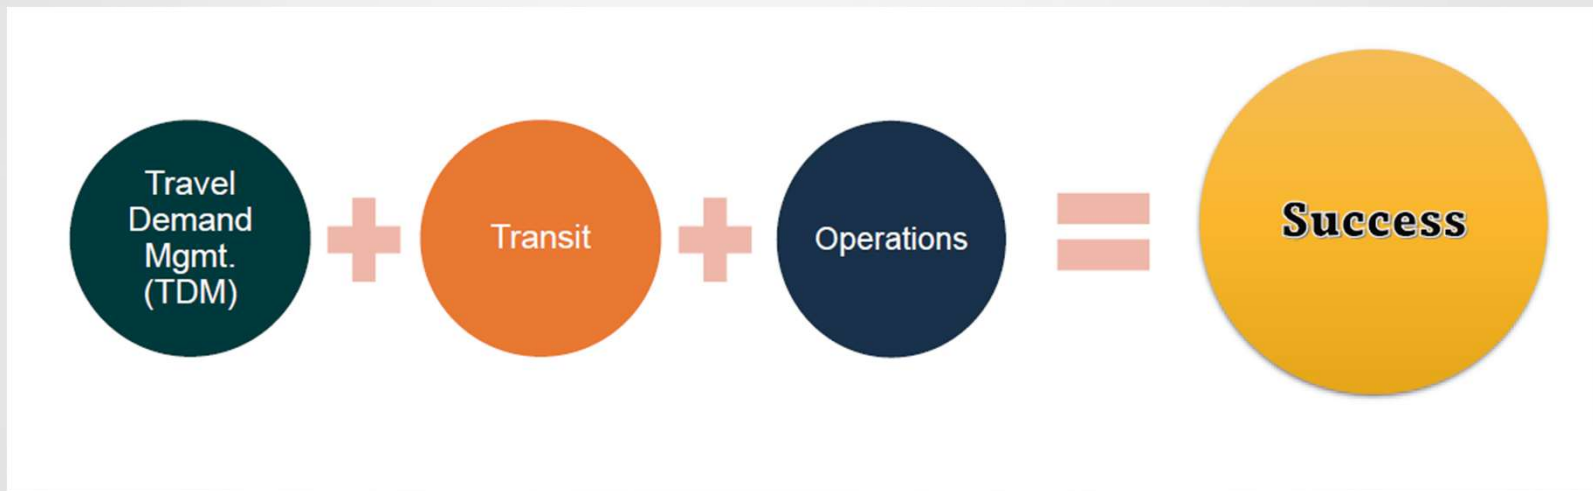 Travel
Demand
Mgmt.
(TDM)
Transit
Operations
Success